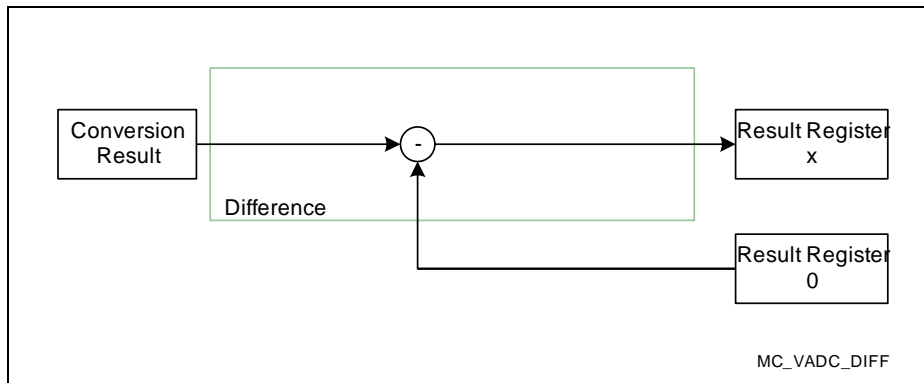 Conversion
Result
-
Result Register
x
Difference
Result Register
0
MC_VADC_DIFF